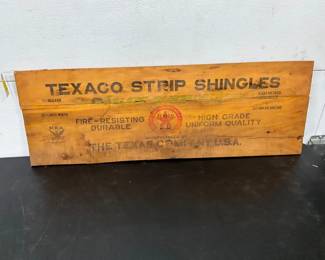 TEXACO STRIP SHINGLES
FIRE-RESISTING
DURABLE
HIGH GRADE
UNIFORM QUALITY
THE TEXAS COMPANY, U.S.A.